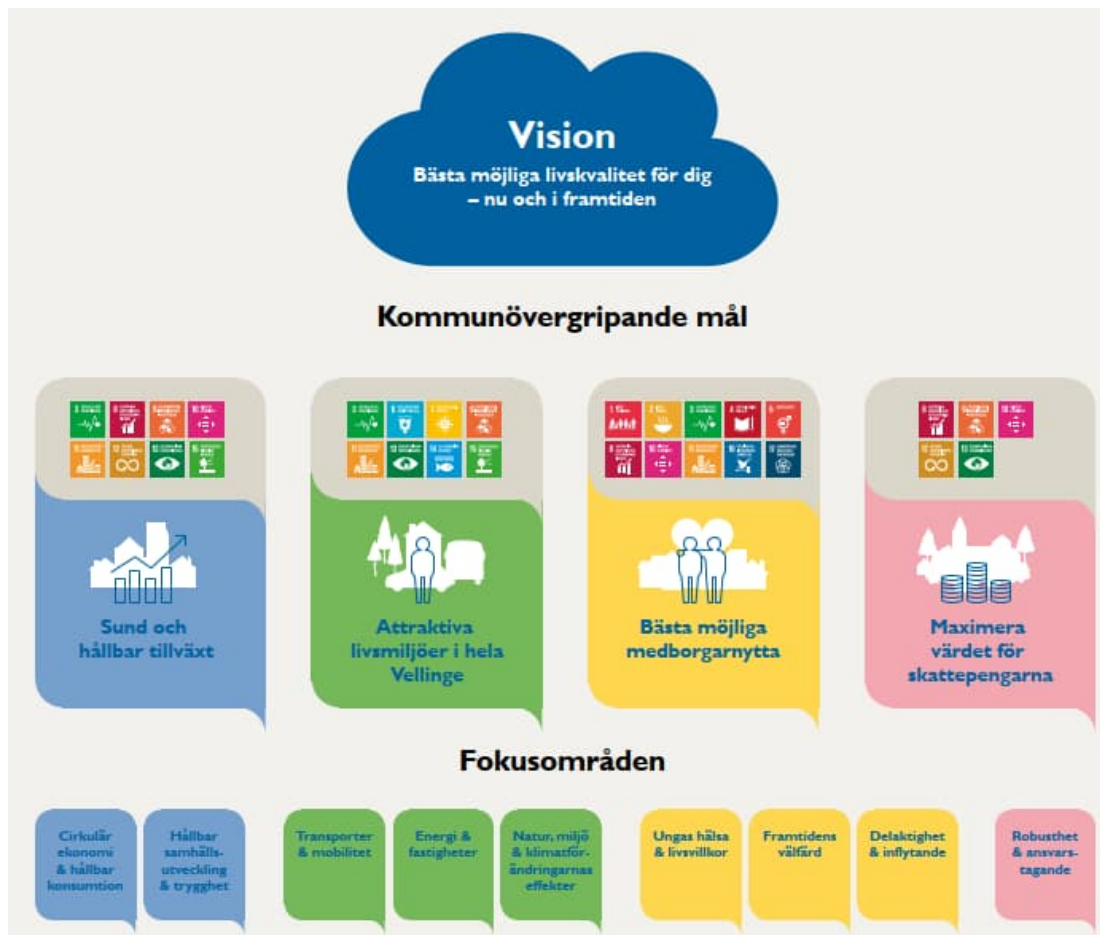 Vision
Bästa möjliga livskvalitet för dig
– nu och i framtiden
Kommunövergripande mål
Sund och
hållbar tillväxt
Attraktiva
livsmiljöer i hela
Vellinge
Bästa möjliga
medborgarnytta
Maximera
värdet för
skattepengarna
Fokusområden
Cirkulär
ekonomi
& hållbar
konsumtion
Hållbar
samhälls-
utveckling
& trygghet
Transporter
& mobilitet
Energi &
fastigheter
Natur, miljö
& klimatför-
ändringarnas
effekter
Ungas hälsa
& livsvillkor
Framtidens
välfärd
Delaktighet
& inflytande
Robusthet
& ansvars-
tagande